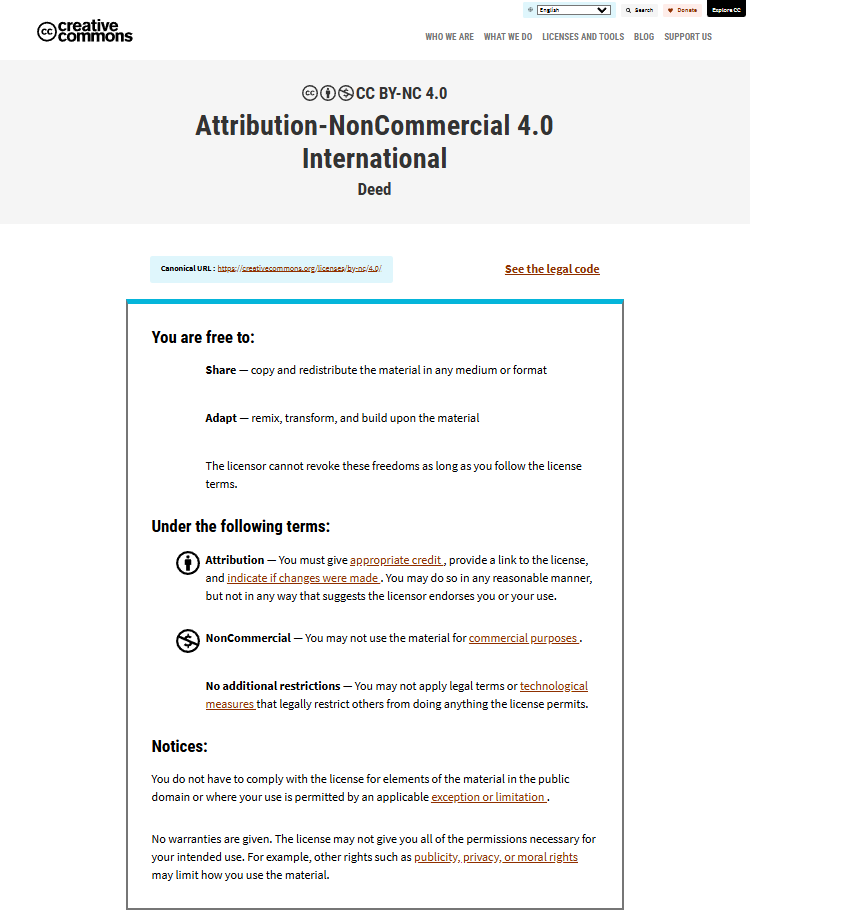 English
Search
Donate
Explore CC
creative
commons
WHO WE ARE WHAT WE DO LICENSES AND TOOLS BLOG SUPPORT US
CC BY-NC 4.0
Attribution-NonCommercial 4.0
International
Deed
Canonical URL : https://creativecommons.org/licenses/by-nc/4.0/
See the legal code
You are free to:
Share — copy and redistribute the material in any medium or format
Adapt — remix, transform, and build upon the material
The licensor cannot revoke these freedoms as long as you follow the license
terms.
Under the following terms:
Attribution — You must give appropriate credit , provide a link to the license,
and indicate if changes were made . You may do so in any reasonable manner,
but not in any way that suggests the licensor endorses you or your use.
NonCommercial — You may not use the material for commercial purposes .
No additional restrictions — You may not apply legal terms or technological
measures that legally restrict others from doing anything the license permits.
Notices:
You do not have to comply with the license for elements of the material in the public
domain or where your use is permitted by an applicable exception or limitation .
No warranties are given. The license may not give you all of the permissions necessary for
your intended use. For example, other rights such as publicity, privacy, or moral rights
may limit how you use the material.